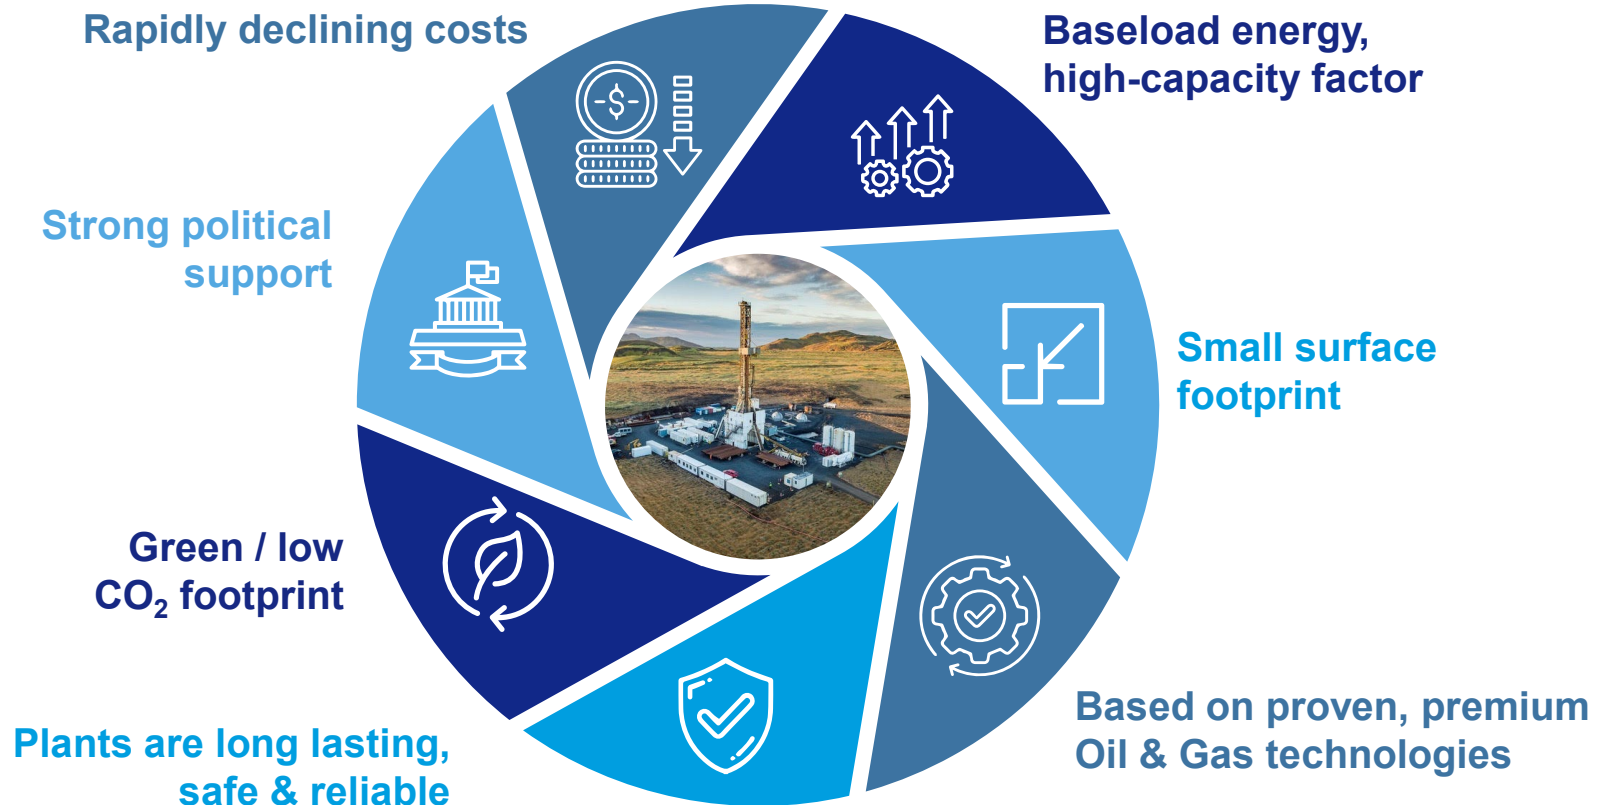 Rapidly declining costs
Baseload energy,
high-capacity factor
Strong political
support
Small surface
footprint
Green / low
CO₂ footprint
Based on proven, premium
Oil & Gas technologies
Plants are long lasting,
safe & reliable
$